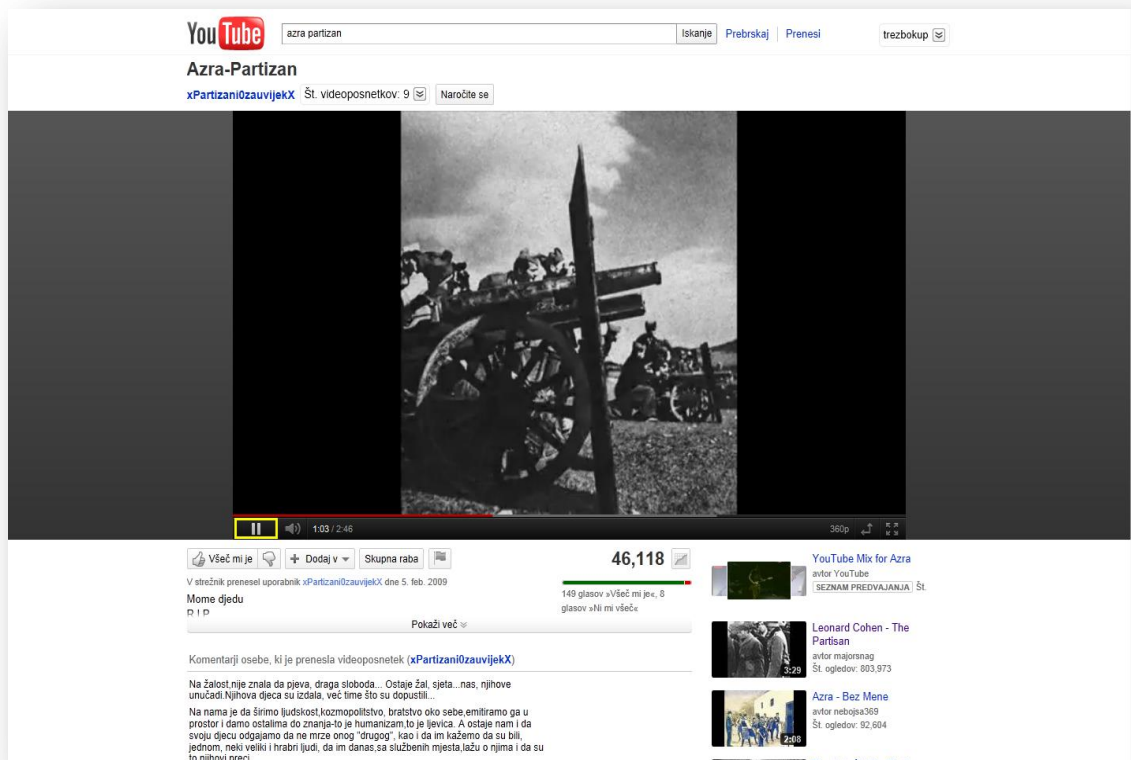 You Tube
azra partizan
Iskanje
Prebrskaj
Prenesi
trezbokup
Azra-Partizan
xPartizani0zauvijekX
Št. videoposnetkov: 9
Naročite se
1:03 / 2:46
360p
Všeč mi je
Dodaj v
Skupna raba
46,118
V strežnik prenesel uporabnik xPartizani0zauvijekX dne 5. feb. 2009
Mome djedu
R I P
149 glasov »Všeč mi je«, 8
glasov »Ni mi všeč«
Pokaži več
Komentarji osebe, ki je prenesla videoposnetek (xPartizani0zauvijekX)
Na žalost,nije znala da pjeva, draga sloboda... Ostaje žal, sjeta...nas, njihove
unučadi.Njihova djeca su izdala, već time što su dopustili...
Na nama je da širimo ljudskost,kozmopolitstvo, bratstvo oko sebe,emitiramo ga u
prostor i damo ostalima do znanja-to je humanizam,to je ljevica. A ostaje nam i da
svoju djecu odgajamo da ne mrze onog "drugog", kao i da im kažemo da su bili,
jednom, neki veliki i hrabri ljudi, da im danas,sa službenih mjesta,lažu o njima i da su
to njihovi preci.
YouTube Mix for Azra
avtor YouTube
SEZNAM PREDVAJANJA Št.
Leonard Cohen - The
Partisan
avtor majorsnag
Št. ogledov: 803,973
3:29
Azra - Bez Mene
avtor nebojsa369
Št. ogledov: 92,604
2:08